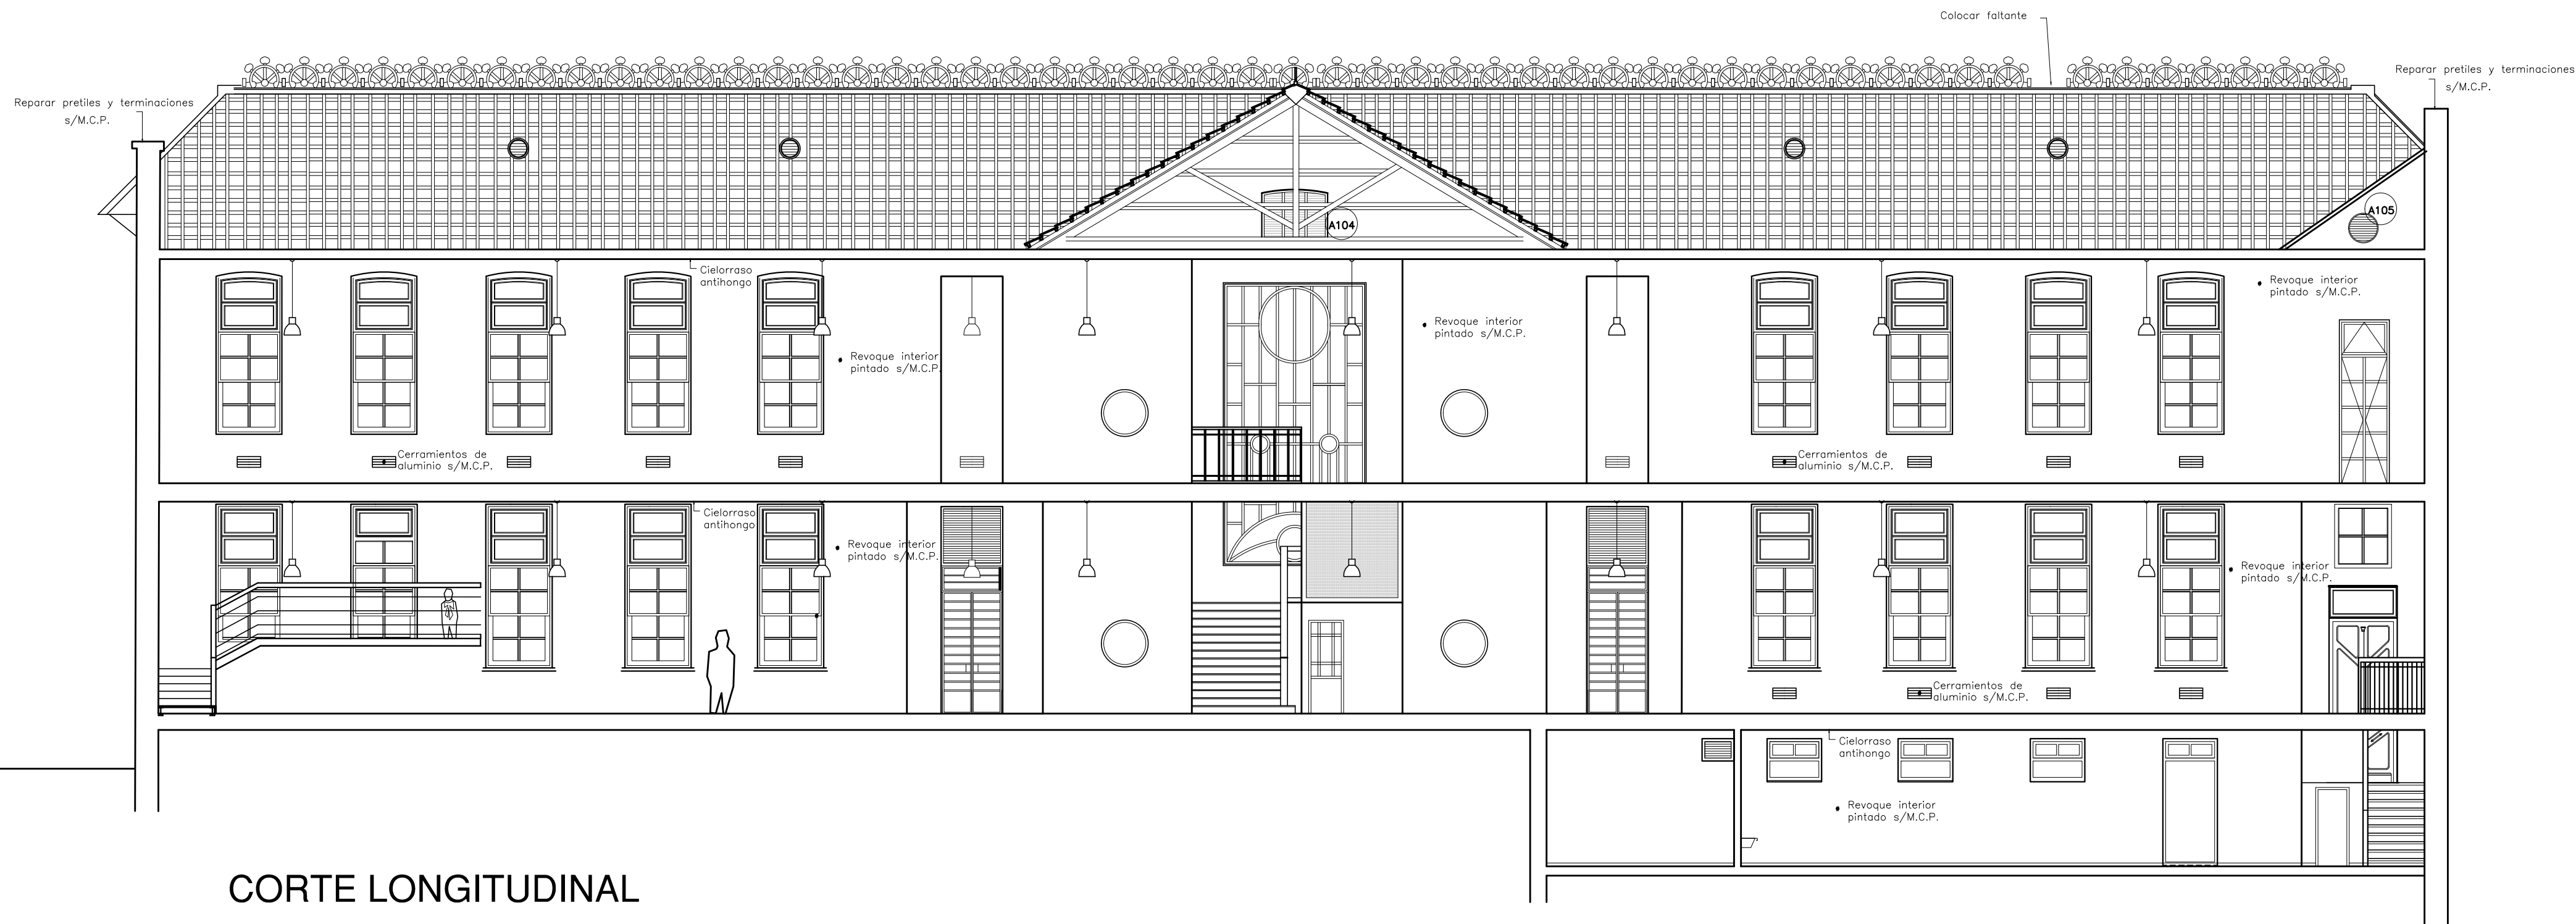 Colocar faltante
Reparar pretiles y terminaciones
s/M.C.P.
Reparar pretiles y terminaciones
s/M.C.P.
A104
A105
Cielorraso
antihongo
Revoque interior
pintado s/M.C.P.
Revoque interior
pintado s/M.C.P.
Revoque interior
pintado s/M.C.P.
Cerramientos de
aluminio s/M.C.P.
Cerramientos de
aluminio s/M.C.P.
Cielorraso
antihongo
Revoque interior
pintado s/M.C.P.
Revoque interior
pintado s/M.C.P.
Cerramientos de
aluminio s/M.C.P.
Cielorraso
antihongo
Revoque interior
pintado s/M.C.P.
CORTE LONGITUDINAL